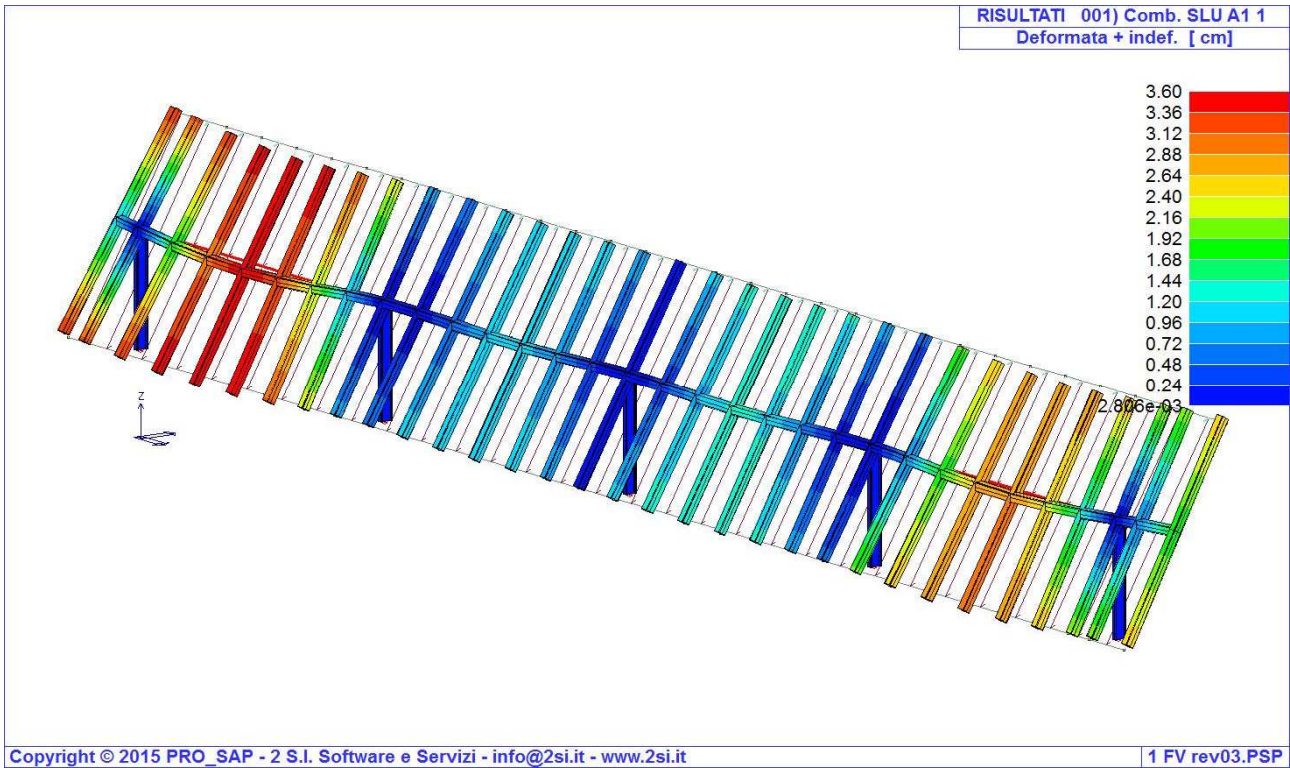 RISULTATI 001) Comb. SLU A1 1
Deformata + indef. [ cm]
3.60
3.36
3.12
2.88
2.64
2.40
2.16
1.92
1.68
1.44
1.20
0.96
0.72
0.48
0.24
2.806e-03
Z
Copyright © 2015 PRO_SAP - 2 S.I. Software e Servizi - info@2si.it - www.2si.it
1 FV rev03.PSP